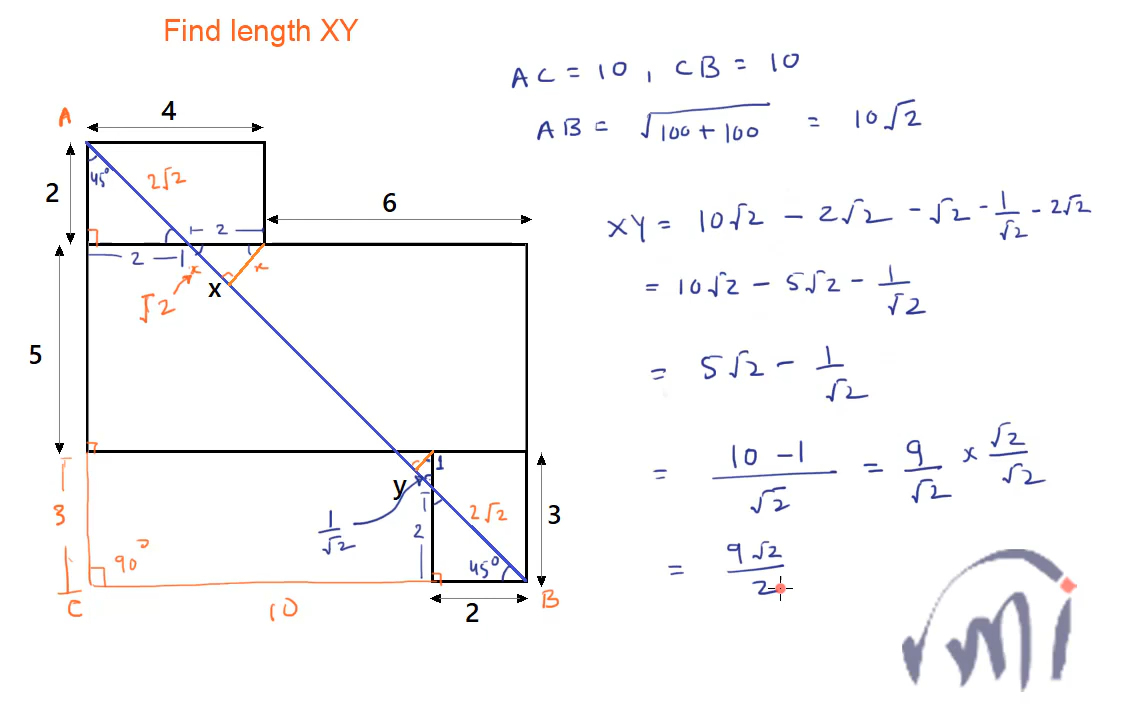 Find length XY
AC = 10 , CB = 10
AB = √100 + 100 = 10√2
XY = 10√2 - 2√2 - √2 - 1/√2 - 2√2
= 10√2 - 5√2 - 1/√2
= 5√2 - 1/√2
= 10 - 1/√2 = 9/√2 × √2/√2
= 9√2/2
A
4
45°
2√2
2
2
6
2
x
x
X
√2
5
1
Y
1/√2
2
2√2
3
3
45°
90°
C
10
2
B
rmi